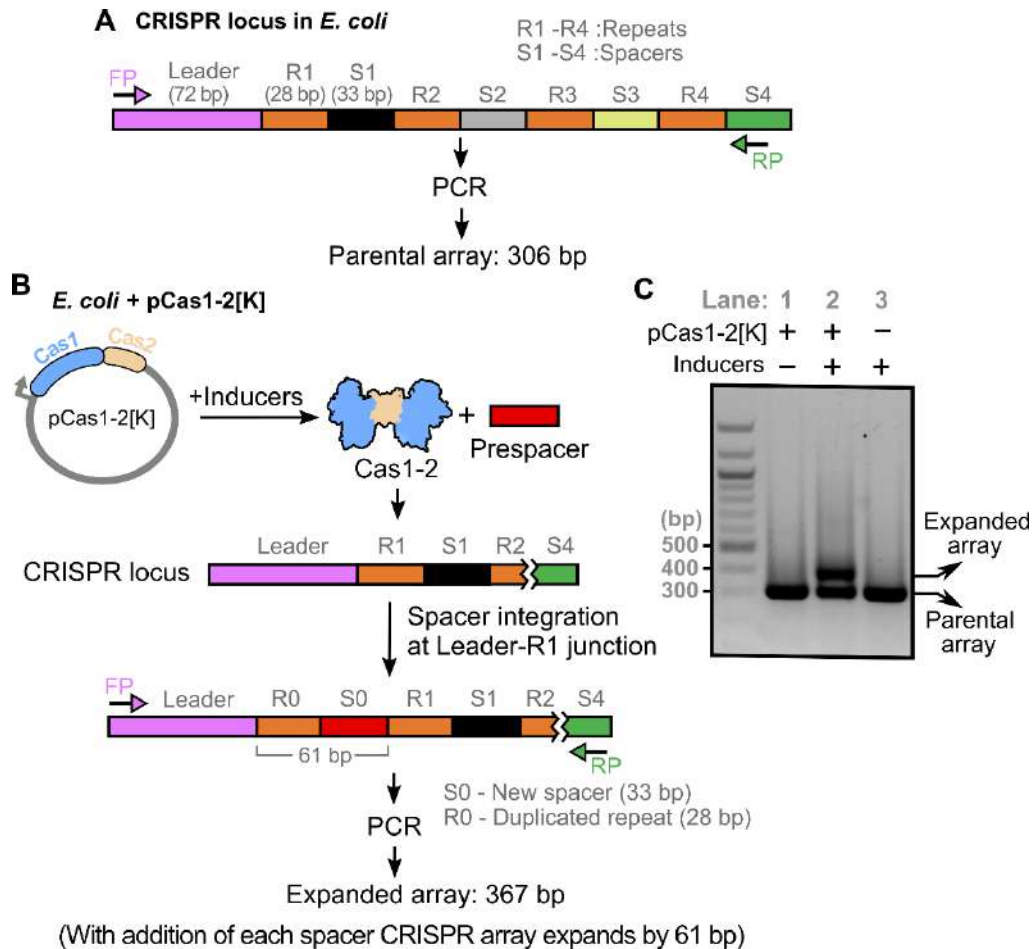 A CRISPR locus in E. coli
R1 -R4 :Repeats
S1 -S4 :Spacers
FP
Leader
(72 bp)
R1
(28 bp)
S1
(33 bp)
R2
S2
R3
S3
R4
S4
RP
PCR
Parental array: 306 bp
B
E. coli + pCas1-2[K]
Cas1
Cas2
pCas1-2[K]
+Inducers
Cas1-2
+
Prespacer
Leader R1 S1 R2 S4
CRISPR locus
Spacer integration
at Leader-R1 junction
FP
Leader R0 S0 R1 S1 R2 S4
61 bp
RP
PCR
S0 - New spacer (33 bp)
R0 - Duplicated repeat (28 bp)
Expanded array: 367 bp
(With addition of each spacer CRISPR array expands by 61 bp)
C
Lane: 1 2 3
pCas1-2[K] + + −
Inducers − + +
(bp)
500
400
300
Expanded
array
Parental
array